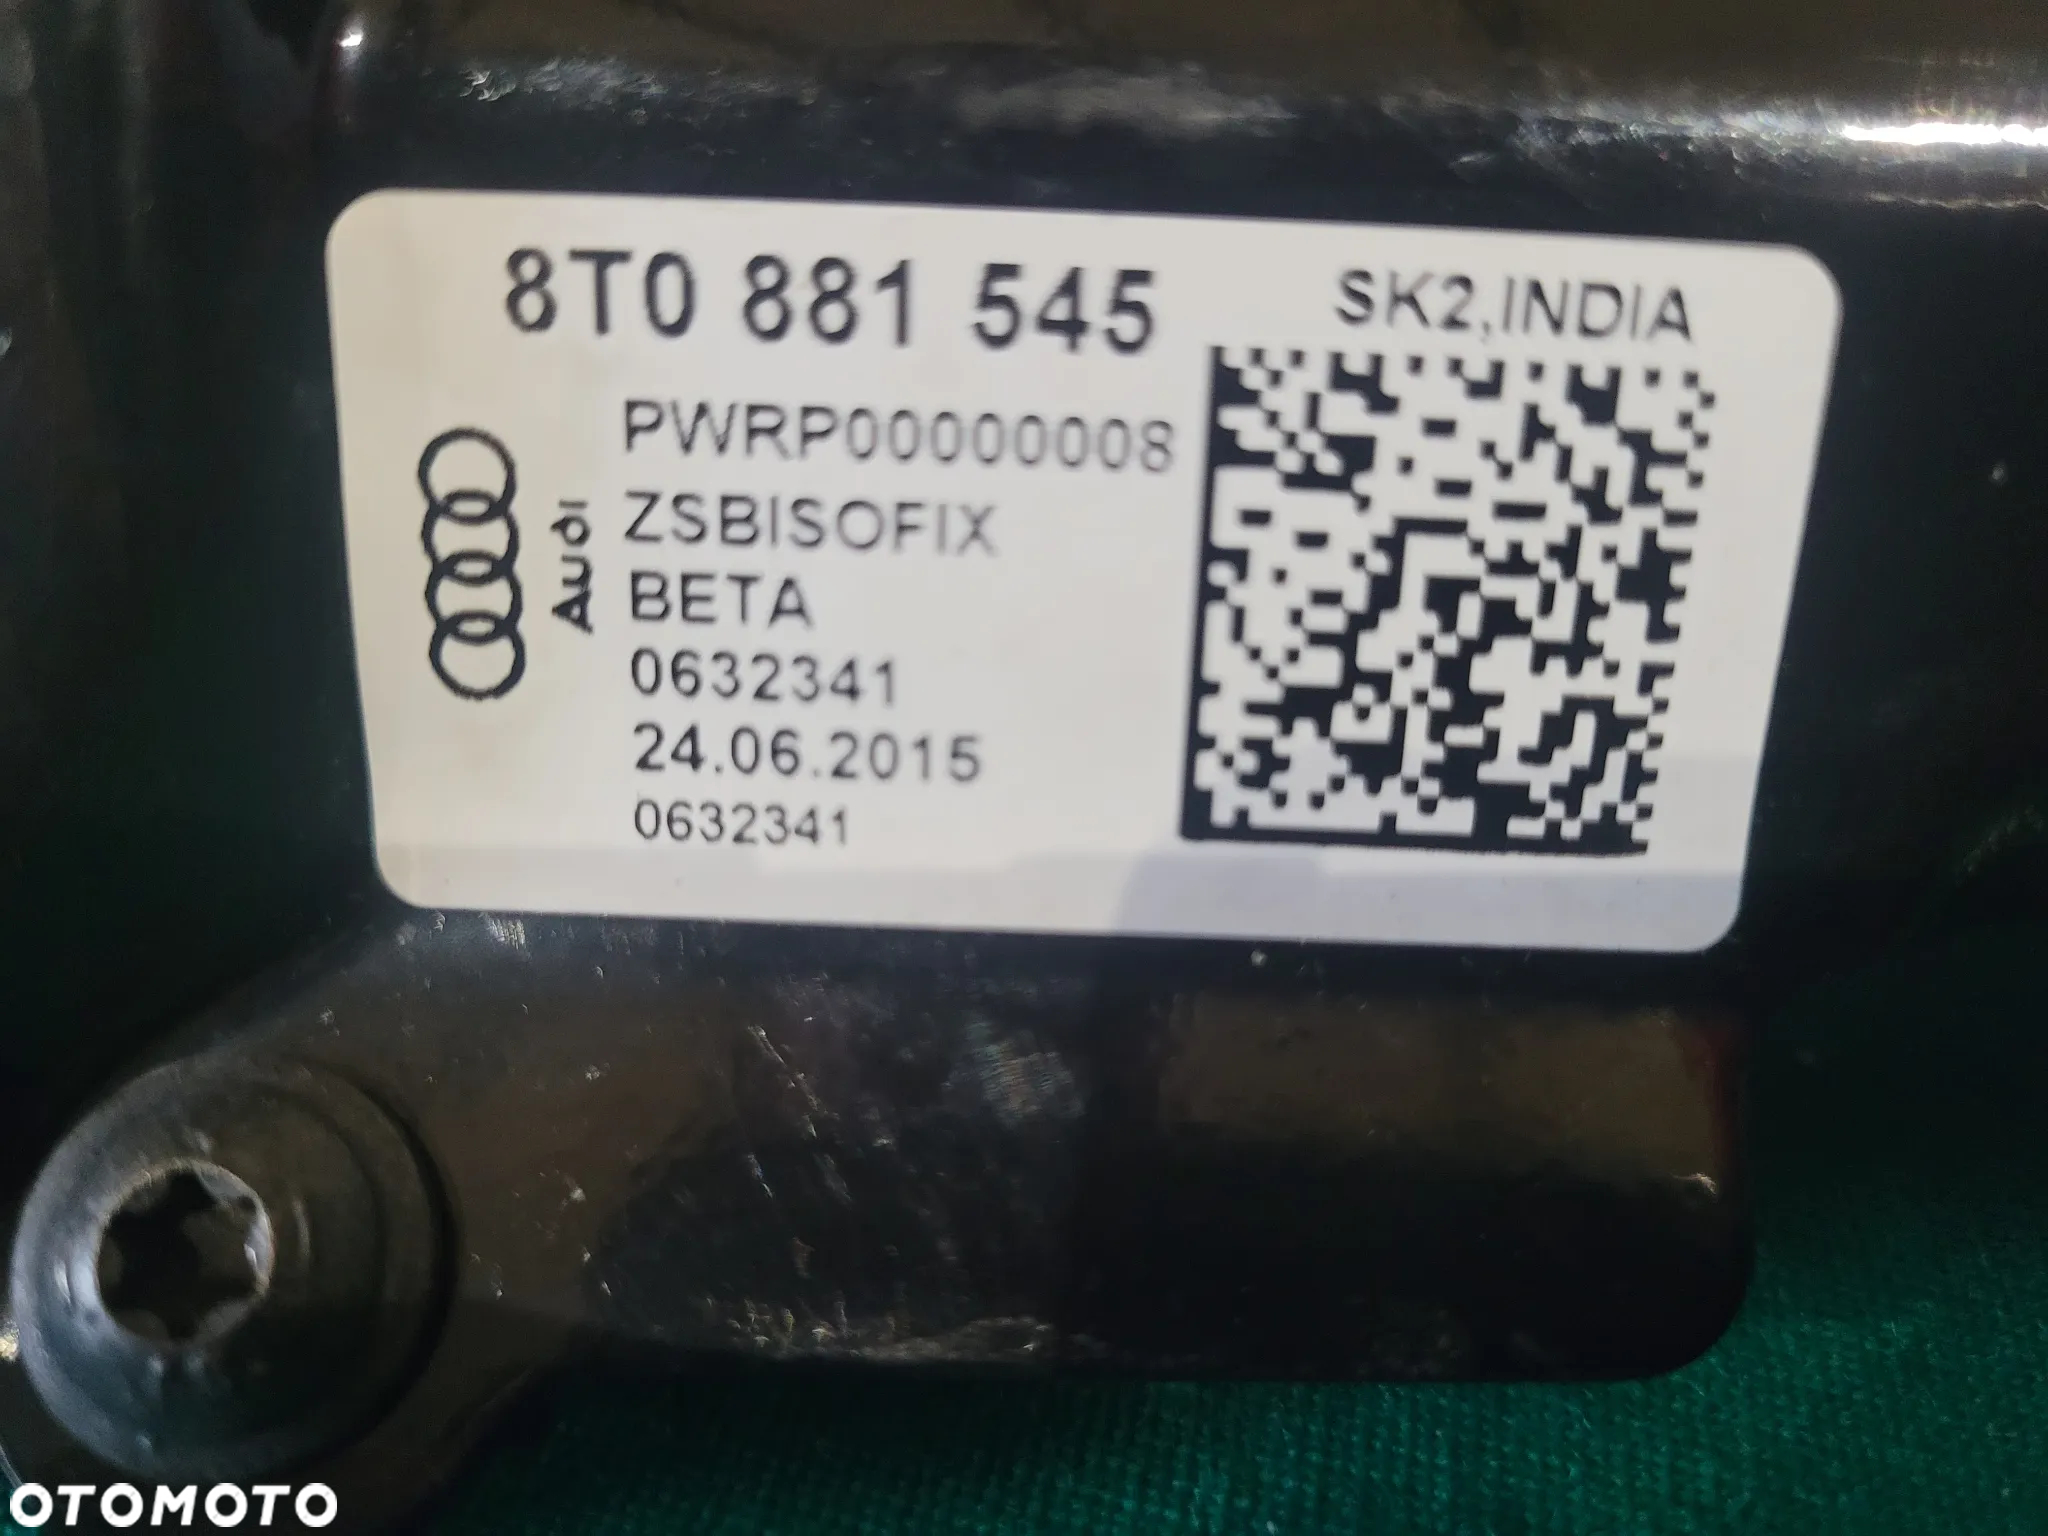 8T0 881 545
SK2,INDIA
PWRP00000008
ZSBISOFIX
BETA
0632341
24.06.2015
0632341
Audi
OTOMOTO